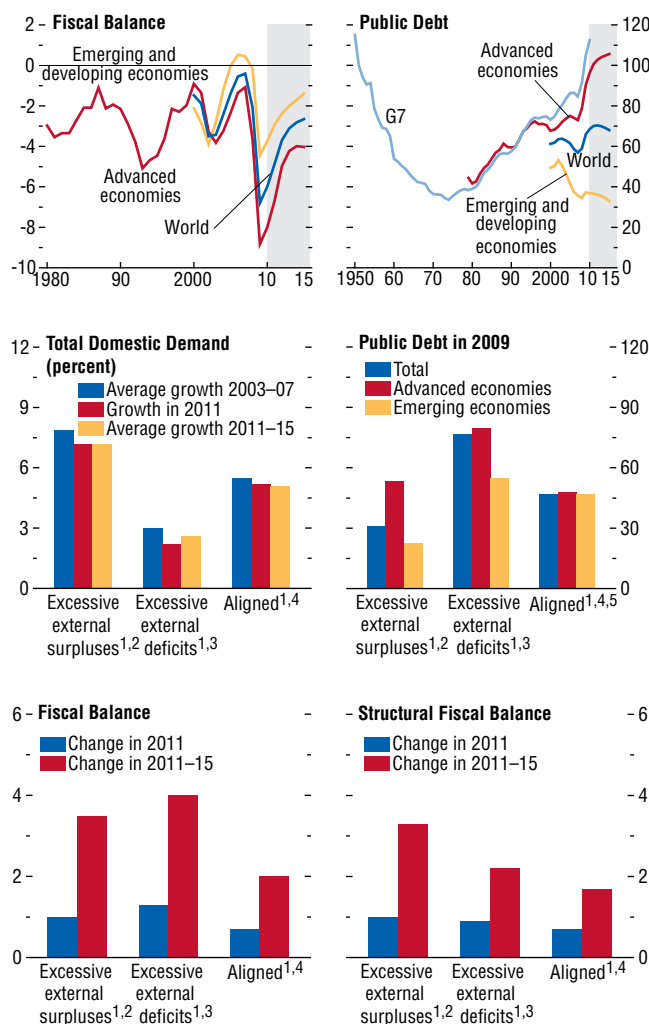 Fiscal Balance
2
0
-2
-4
-6
-8
-10
Emerging and
developing economies
Advanced
economies
World
1980
90
2000
10
15
Public Debt
120
100
80
60
40
20
0
Advanced
economies
G7
World
Emerging and
developing
economies
1950
60
70
80
90
2000
10
15
Total Domestic Demand
(percent)
12
9
6
3
0
Average growth 2003–07
Growth in 2011
Average growth 2011–15
Excessive
external
surpluses1,2
Excessive
external
deficits1,3
Aligned1,4
Public Debt in 2009
120
90
60
30
0
Total
Advanced economies
Emerging economies
Excessive
external
surpluses1,2
Excessive
external
deficits1,3
Aligned1,4,5
Fiscal Balance
6
4
2
0
Change in 2011
Change in 2011–15
Excessive
external
surpluses1,2
Excessive
external
deficits1,3
Aligned1,4
Structural Fiscal Balance
6
4
2
0
Change in 2011
Change in 2011–15
Excessive
external
surpluses1,2
Excessive
external
deficits1,3
Aligned1,4